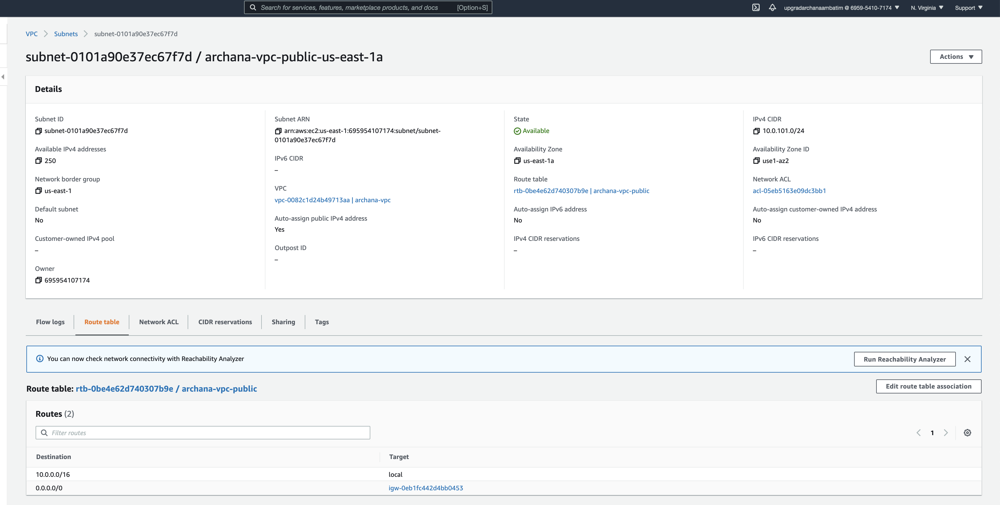 Search for services, features, marketplace products, and docs [Option+S]
upgradarchanaambatim @ 6959-5410-7174 N. Virginia Support
VPC Subnets subnet-0101a90e37ec67f7d
subnet-0101a90e37ec67f7d / archana-vpc-public-us-east-1a
Actions
Details
Subnet ID
subnet-0101a90e37ec67f7d
Available IPv4 addresses
250
Network border group
us-east-1
Default subnet
No
Customer-owned IPv4 pool
–
Owner
695954107174
Subnet ARN
arn:aws:ec2:us-east-1:695954107174:subnet/subnet-
0101a90e37ec67f7d
IPv6 CIDR
–
VPC
vpc-0082c1d24b49713aa | archana-vpc
Auto-assign public IPv4 address
Yes
Outpost ID
–
State
Available
Availability Zone
us-east-1a
Route table
rtb-0be4e62d740307b9e | archana-vpc-public
Auto-assign IPv6 address
No
IPv4 CIDR reservations
–
IPv4 CIDR
10.0.101.0/24
Availability Zone ID
use1-az2
Network ACL
acl-05eb5163e09dc3bb1
Auto-assign customer-owned IPv4 address
No
IPv6 CIDR reservations
–
Flow logs Route table Network ACL CIDR reservations Sharing Tags
You can now check network connectivity with Reachability Analyzer
Run Reachability Analyzer
Route table: rtb-0be4e62d740307b9e / archana-vpc-public
Edit route table association
Routes (2)
Filter routes
1
Destination Target
10.0.0.0/16 local
0.0.0.0/0 igw-0eb1fc442d4bb0453